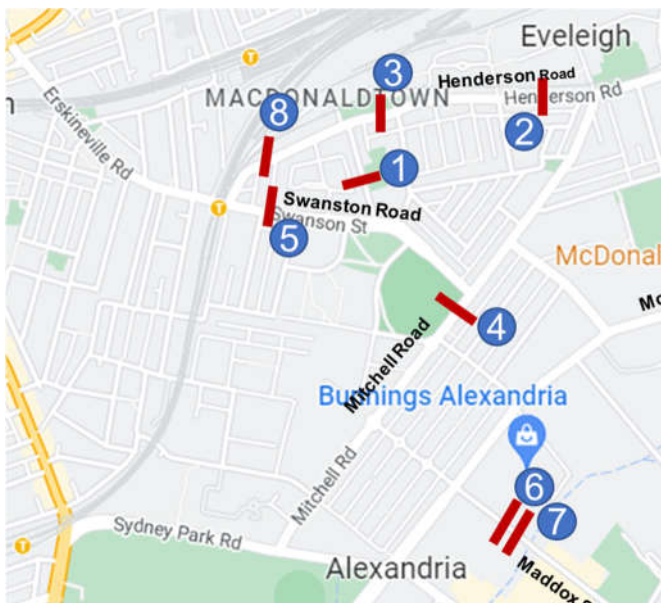 Eveleigh
3
Henderson Road
MACDONALDTOWN
Henderson Rd
T
8
2
Erskineville Rd
1
Swanston Road
T
Swanson St
5
McDonal
4
Mitchell Road
Bunnings Alexandria
6
Mitchell Rd
7
Sydney Park Rd
T
Alexandria
Maddox